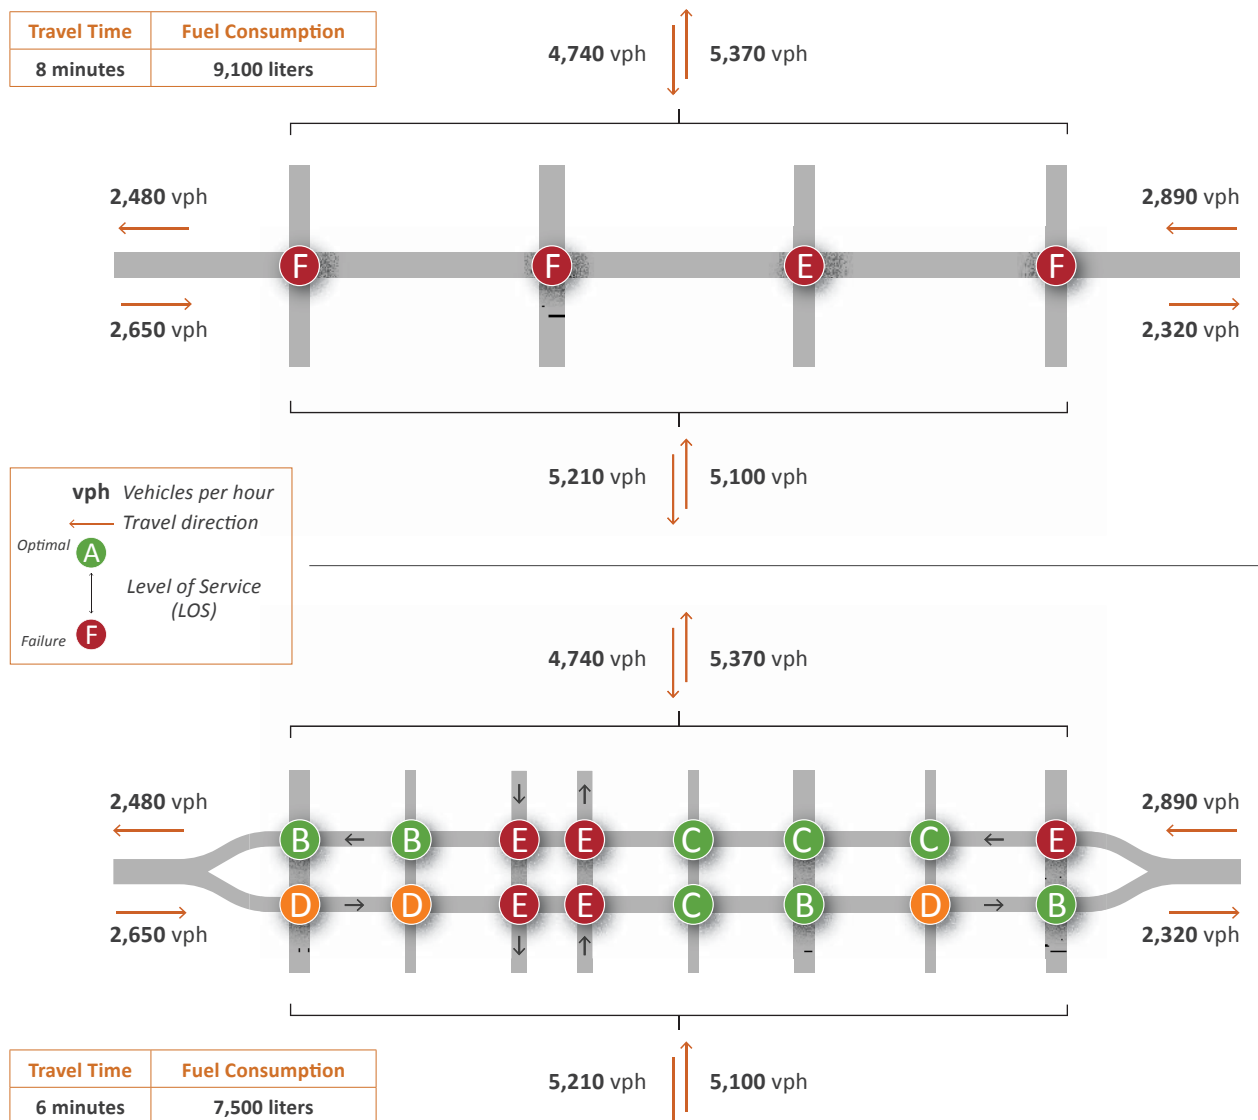 Travel Time Fuel Consumption
8 minutes 9,100 liters
4,740 vph 5,370 vph
2,480 vph 2,890 vph
F F E F
2,650 vph 2,320 vph
5,210 vph 5,100 vph
vph Vehicles per hour
Travel direction
Optimal A
Level of Service
(LOS)
Failure F
4,740 vph 5,370 vph
2,480 vph 2,890 vph
B B E E C C C E
D D E E C B D B
2,650 vph 2,320 vph
Travel Time Fuel Consumption
6 minutes 7,500 liters
5,210 vph 5,100 vph